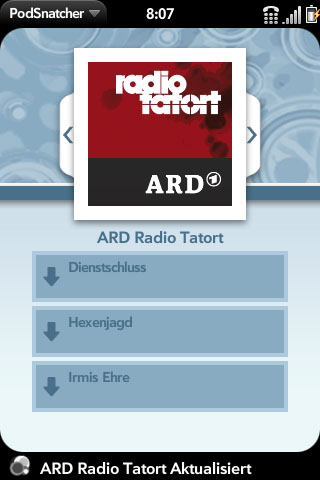 PodSnatcher 8:07
radio
tatort
ARD
ARD Radio Tatort
Dienstschluss
Hexenjagd
Irmis Ehre
ARD Radio Tatort Aktualisiert